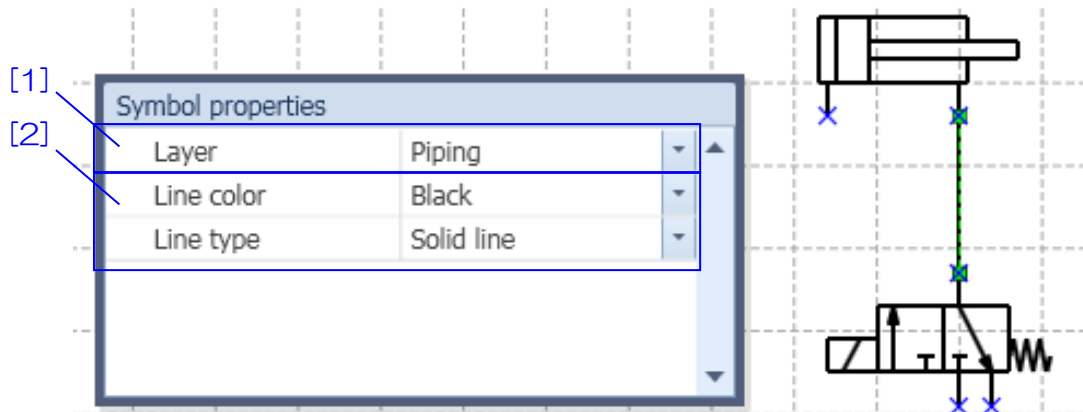 [1]
[2]
Symbol properties
Layer Piping
Line color Black
Line type Solid line